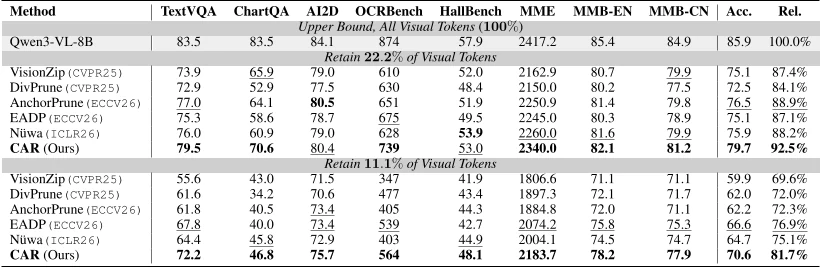 Method TextVQA ChartQA AI2D OCRBench HallBench MME MMB-EN MMB-CN Acc. Rel.
Upper Bound, All Visual Tokens (100%)
Qwen3-VL-8B 83.5 83.5 84.1 874 57.9 2417.2 85.4 84.9 85.9 100.0%
Retain 22.2% of Visual Tokens
VisionZip (CVPR25) 73.9 65.9 79.0 610 52.0 2162.9 80.7 79.9 75.1 87.4%
DivPrune (CVPR25) 72.9 52.9 77.5 630 48.4 2150.0 80.2 77.5 72.5 84.1%
AnchorPrune (ECCV26) 77.0 64.1 80.5 651 51.9 2250.9 81.4 79.8 76.5 88.9%
EADP (ECCV26) 75.3 58.6 78.7 675 49.5 2245.0 80.3 78.9 75.1 87.1%
Nüwa (ICLR26) 76.0 60.9 79.0 628 53.9 2260.0 81.6 79.9 75.9 88.2%
CAR (Ours) 79.5 70.6 80.4 739 53.0 2340.0 82.1 81.2 79.7 92.5%
Retain 11.1% of Visual Tokens
VisionZip (CVPR25) 55.6 43.0 71.5 347 41.9 1806.6 71.1 71.1 59.9 69.6%
DivPrune (CVPR25) 61.6 34.2 70.6 477 43.4 1897.3 72.1 71.7 62.0 72.0%
AnchorPrune (ECCV26) 61.8 40.5 73.4 405 44.3 1884.8 72.0 71.1 62.2 72.3%
EADP (ECCV26) 67.8 40.0 73.4 539 42.7 2074.2 75.8 75.3 66.6 76.9%
Nüwa (ICLR26) 64.4 45.8 72.9 403 44.9 2004.1 74.5 74.7 64.7 75.1%
CAR (Ours) 72.2 46.8 75.7 564 48.1 2183.7 78.2 77.9 70.6 81.7%